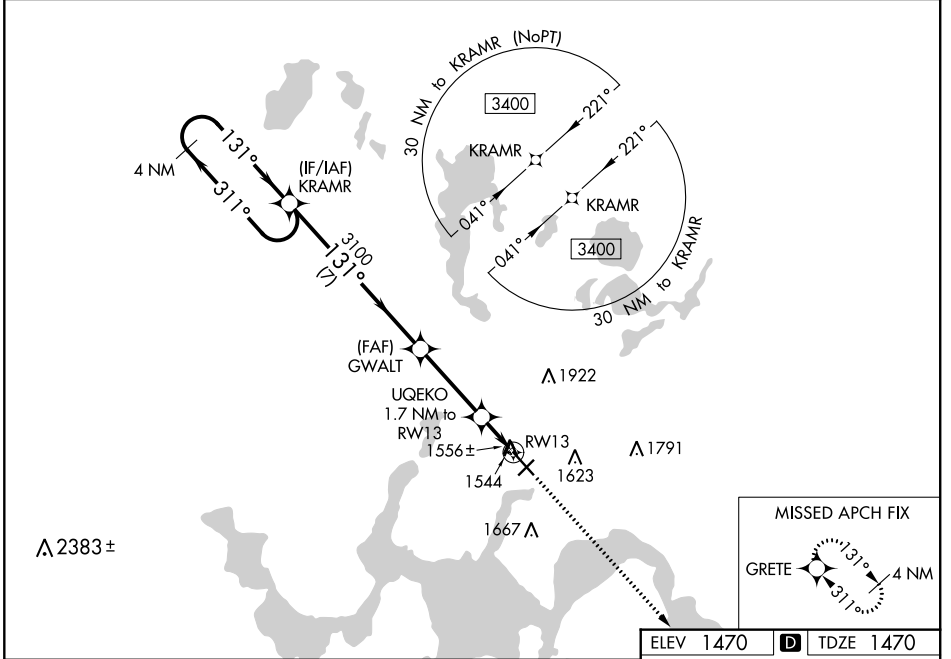 30 NM to KRAMR (NoPT)
3400
221°
KRAMR
041°
221°
KRAMR
041°
3400
30 NM to KRAMR
131°
4 NM
311°
(IF/IAF)
KRAMR
3100
131°
(7)
(FAF)
GWALT
1922
UQEKO
1.7 NM to
RW13
RW13
1556±
1544
1623
1791
1667
2383±
MISSED APCH FIX
GRETE
131°
4 NM
311°
ELEV 1470 D TDZE 1470